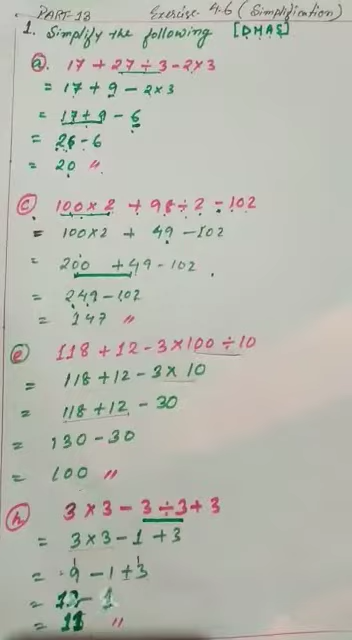 PART-13 Exercise 4.6 (Simplification)
1. Simplify the following [DMAS]
a. 17 + 27 ÷ 3 - 2 × 3
= 17 + 9 - 2 × 3
= 17 + 9 - 6
= 26 - 6
= 20 "
c. 100 × 2 + 98 ÷ 2 - 102
= 100 × 2 + 49 - 102
= 200 + 49 - 102
= 249 - 102
= 147 "
e 118 + 12 - 3 × 100 ÷ 10
= 118 + 12 - 3 × 10
= 118 + 12 - 30
= 130 - 30
= 100 "
h 3 × 3 - 3 ÷ 3 + 3
= 3 × 3 - 1 + 3
= 9 - 1 + 3
= - 1
= 11 "